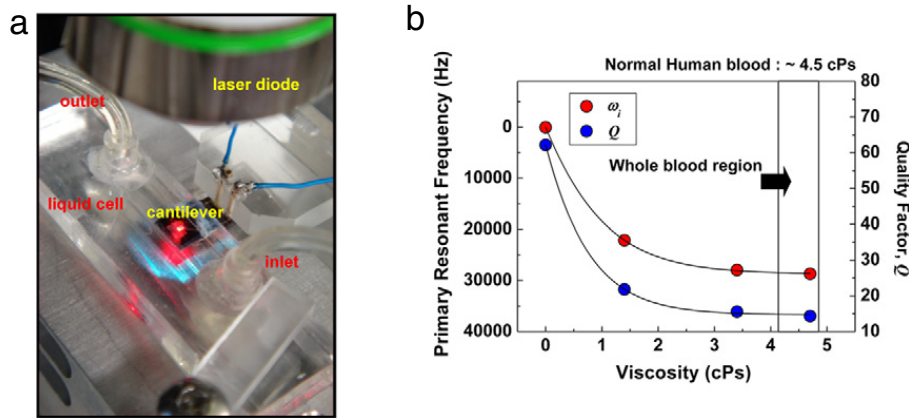 a
laser diode
outlet
liquid cell
cantilever
inlet
b
Normal Human blood : ~ 4.5 cPs
Primary Resonant Frequency (Hz)
0
10000
20000
30000
40000
ωᵢ
Q
Whole blood region
80
70
60
50
40
30
20
10
Quality Factor, Q
0 1 2 3 4 5
Viscosity (cPs)